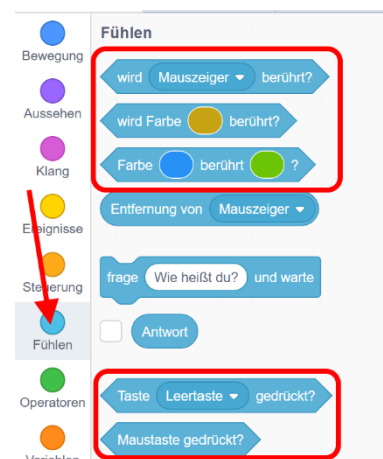 Fühlen
Bewegung
wird Mauszeiger berührt?
Aussehen
wird Farbe berührt?
Klang
Farbe berührt ?
Ereignisse
Entfernung von Mauszeiger
Steuerung
frage Wie heißt du? und warte
Fühlen
Antwort
Operatoren
Taste Leertaste gedrückt?
Maustaste gedrückt?